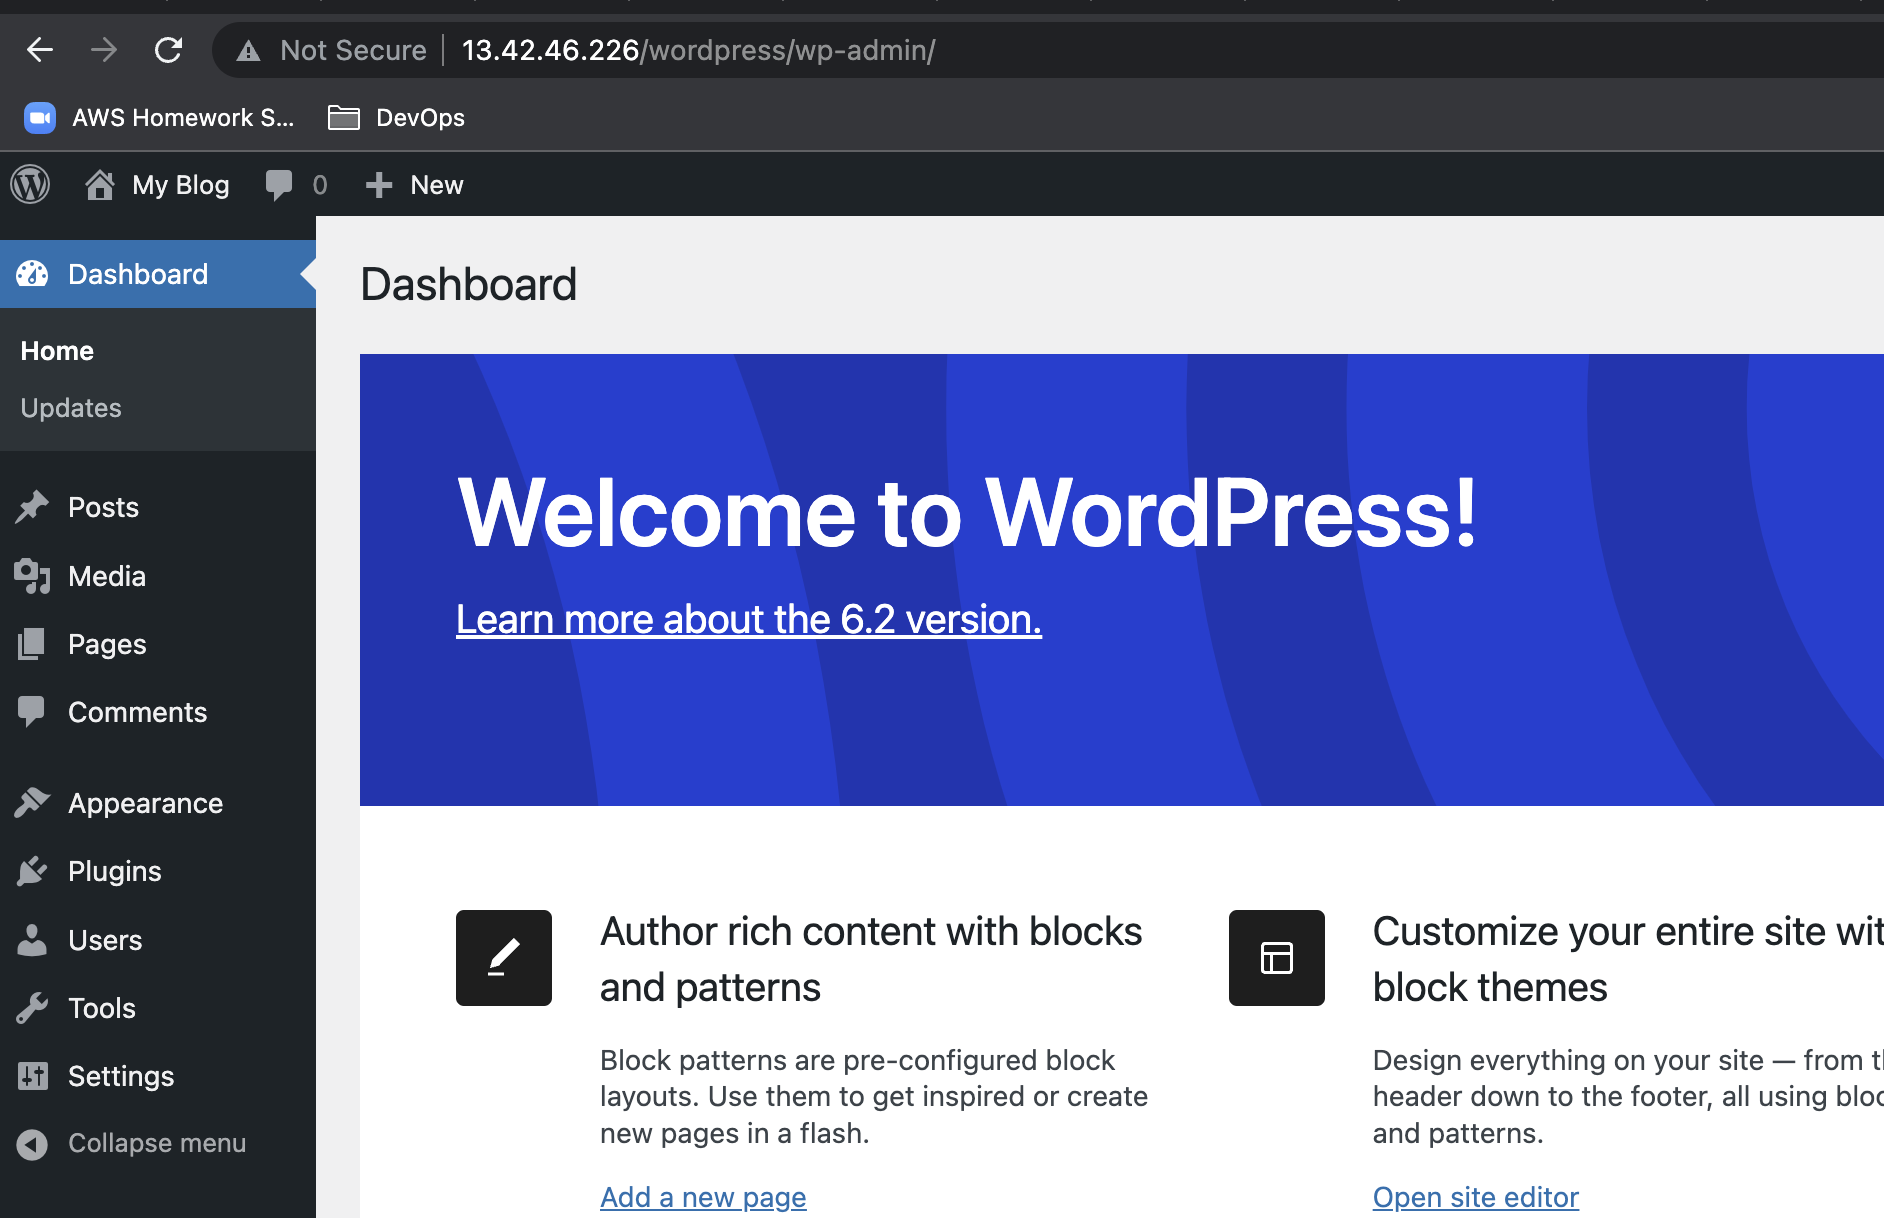 Not Secure 13.42.46.226/wordpress/wp-admin/
AWS Homework S... DevOps
My Blog 0 New
Dashboard
Home
Updates
Posts
Media
Pages
Comments
Appearance
Plugins
Users
Tools
Settings
Collapse menu
Dashboard
Welcome to WordPress!
Learn more about the 6.2 version.
Author rich content with blocks
and patterns
Block patterns are pre-configured block
layouts. Use them to get inspired or create
new pages in a flash.
Add a new page
Customize your entire site wit
block themes
Design everything on your site — from th
header down to the footer, all using bloc
and patterns.
Open site editor